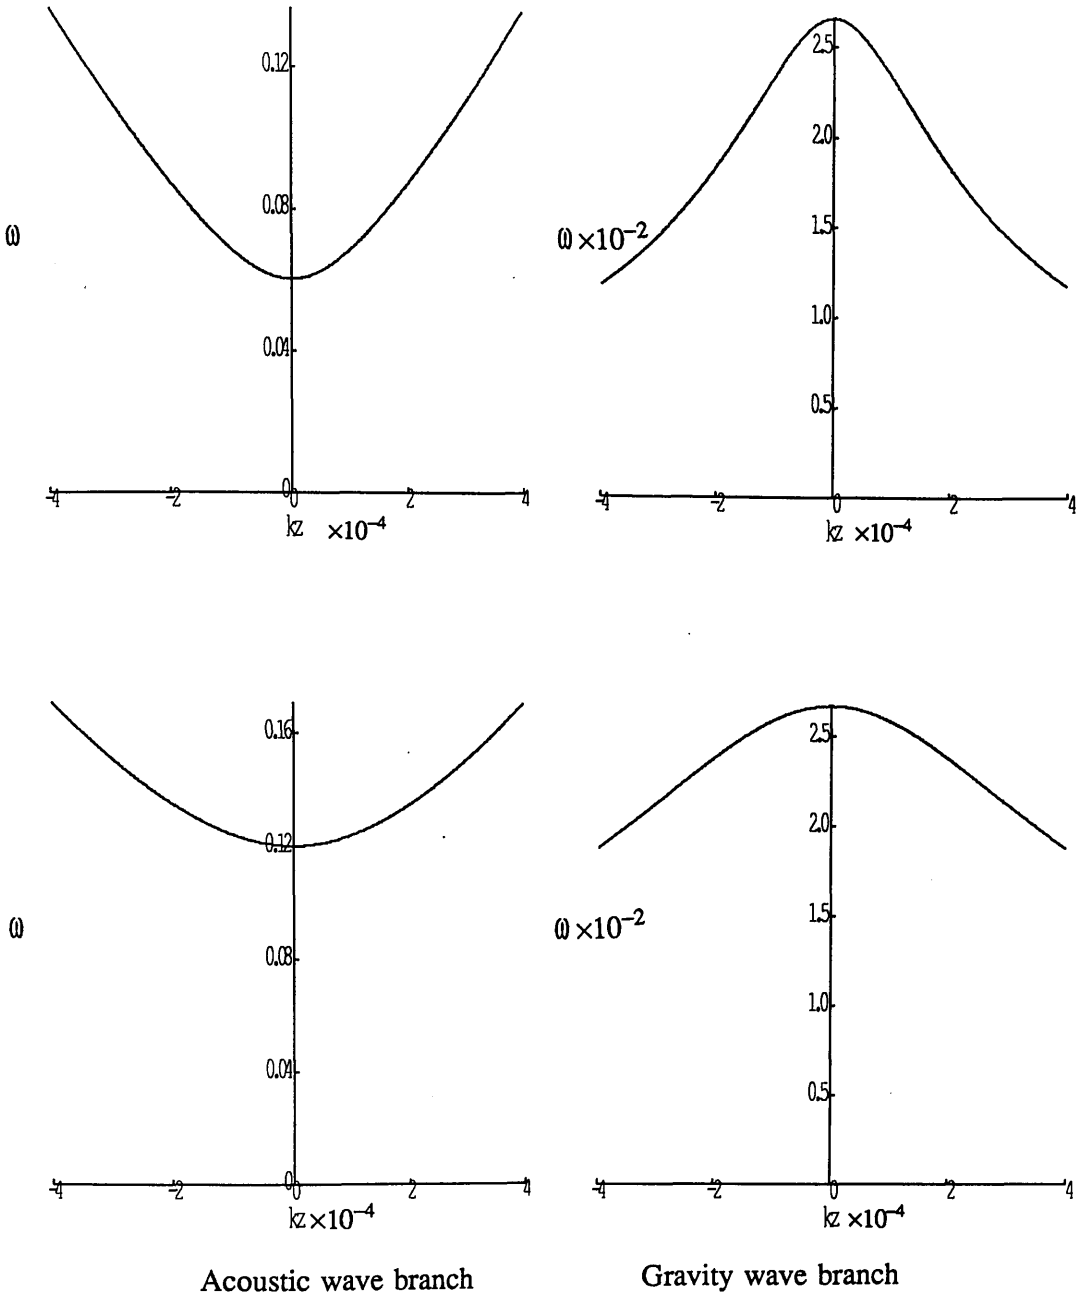 0.12
0.08
ω
0.04
0
-4 -2 0 2 4
kz ×10⁻⁴
2.5
2.0
ω×10⁻²
1.5
1.0
0.5
-4 -2 0 2 4
kz ×10⁻⁴
0.16
0.12
ω
0.08
0.04
0
-4 -2 0 2 4
kz×10⁻⁴
2.5
2.0
1.5
ω×10⁻²
1.0
0.5
-4 -2 0 2 4
kz ×10⁻⁴
Acoustic wave branch
Gravity wave branch